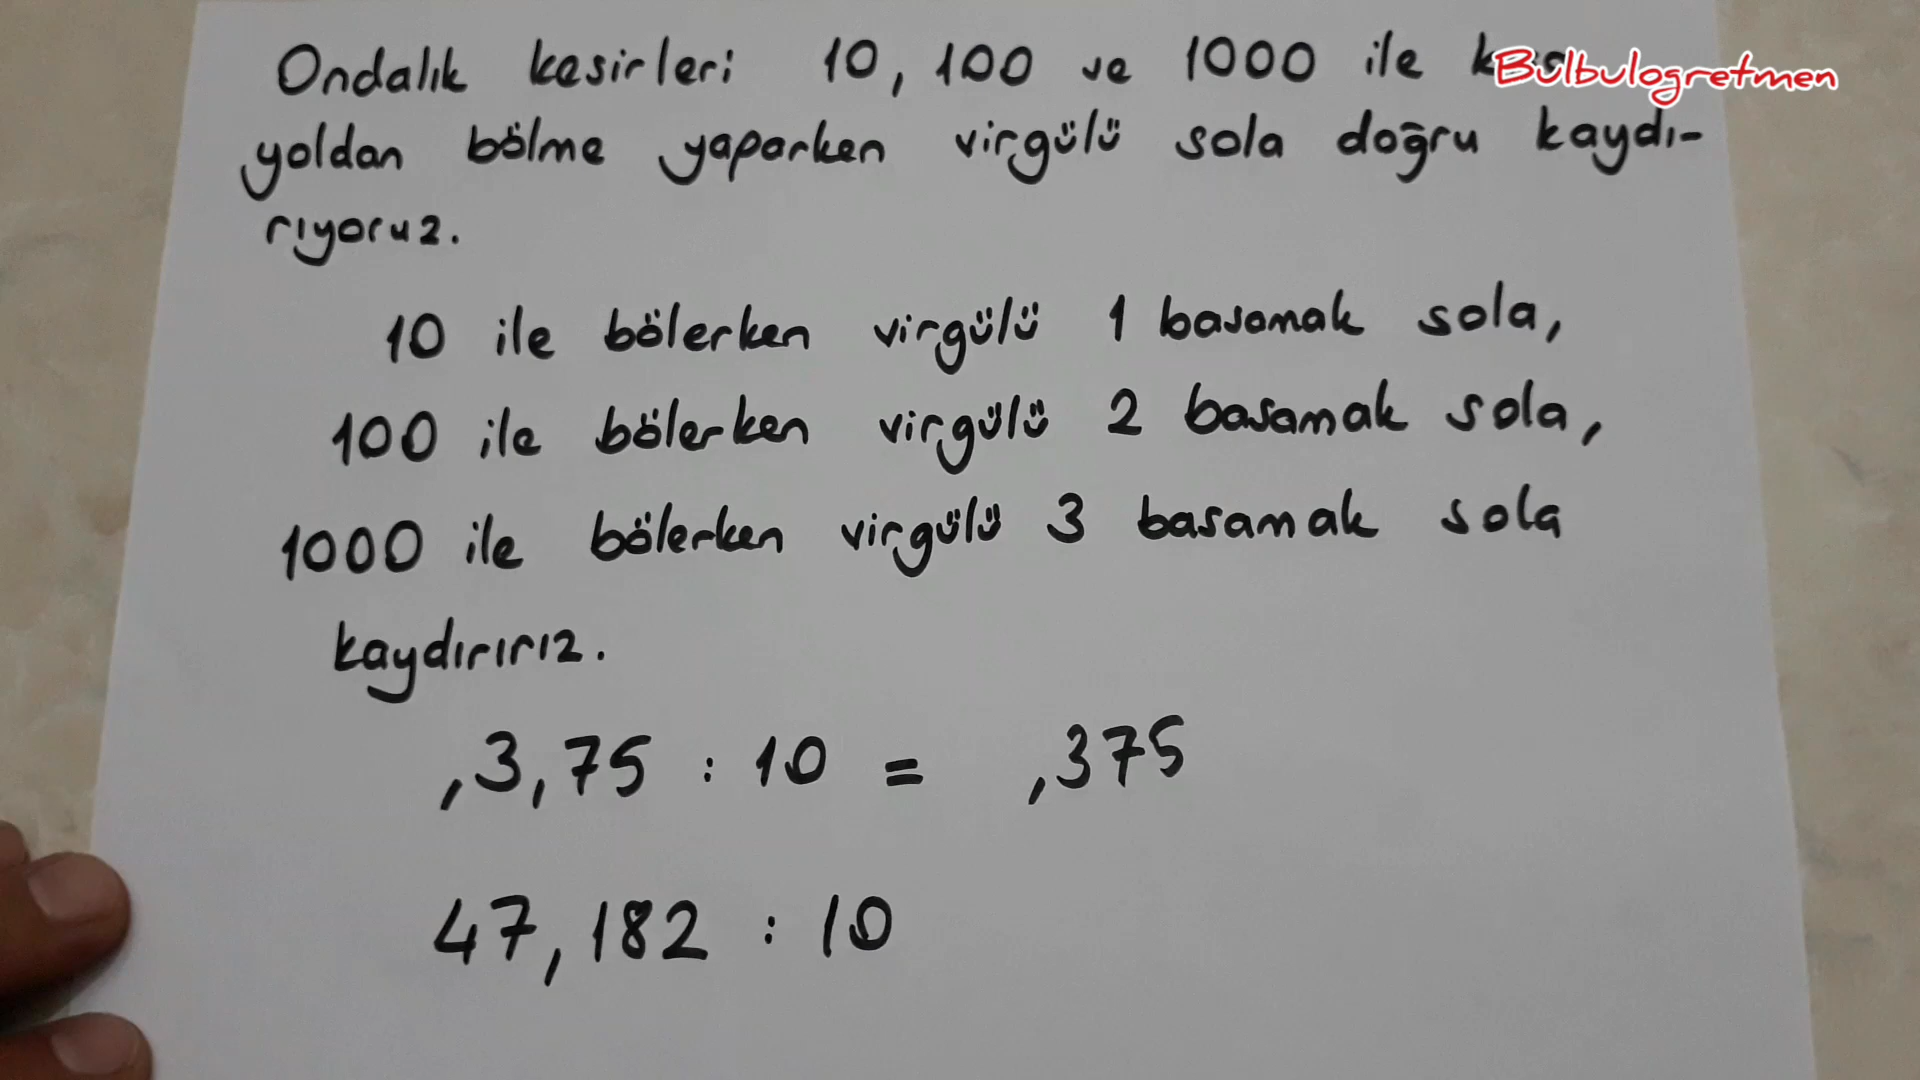 Ondalık kesirleri 10, 100 ve 1000 ile
Bulbulogretmen
yoldan bölme yaparken virgülü sola doğru kaydı-
rıyoruz.
10 ile bölerken virgülü 1 basamak sola,
100 ile bölerken virgülü 2 basamak sola,
1000 ile bölerken virgülü 3 basamak sola
kaydırırız.
,3,75 : 10 = ,375
47,182 : 10